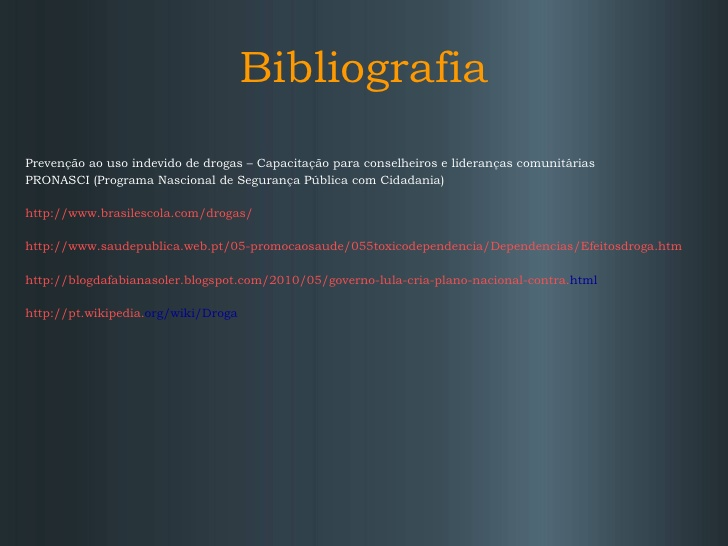 Bibliografia
Prevenção ao uso indevido de drogas – Capacitação para conselheiros e lideranças comunitárias
PRONASCI (Programa Nascional de Segurança Pública com Cidadania)
http://www.brasilescola.com/drogas/
http://www.saudepublica.web.pt/05-promocaosaude/055toxicodependencia/Dependencias/Efeitosdroga.htm
http://blogdafabianasoler.blogspot.com/2010/05/governo-lula-cria-plano-nacional-contra.html
http://pt.wikipedia.org/wiki/Droga